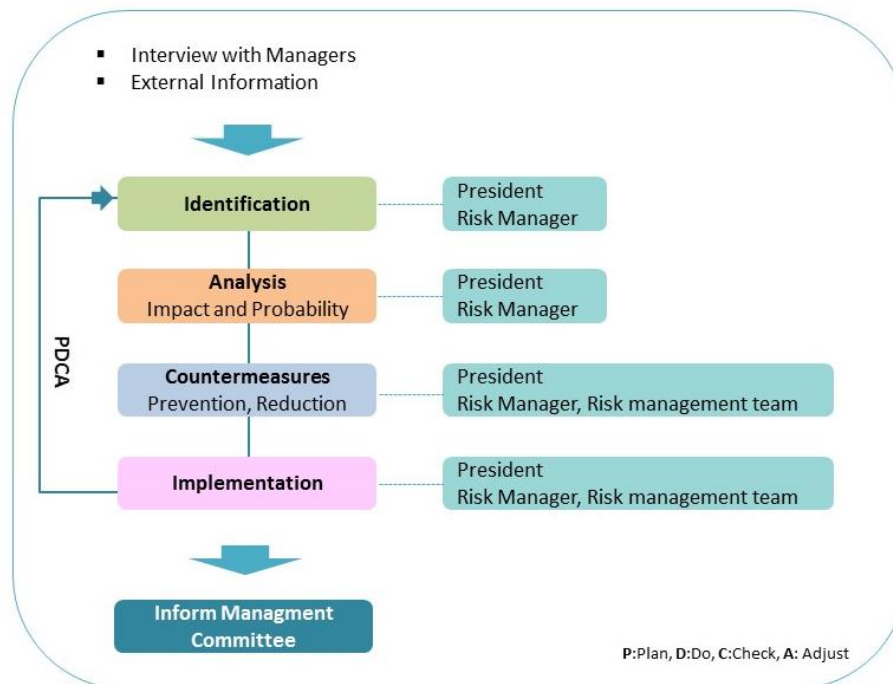 ▪ Interview with Managers
▪ External Information
Identification
President
Risk Manager
Analysis
Impact and Probability
President
Risk Manager
PDCA
Countermeasures
Prevention, Reduction
President
Risk Manager, Risk management team
Implementation
President
Risk Manager, Risk management team
Inform Managment
Committee
P:Plan, D:Do, C:Check, A: Adjust